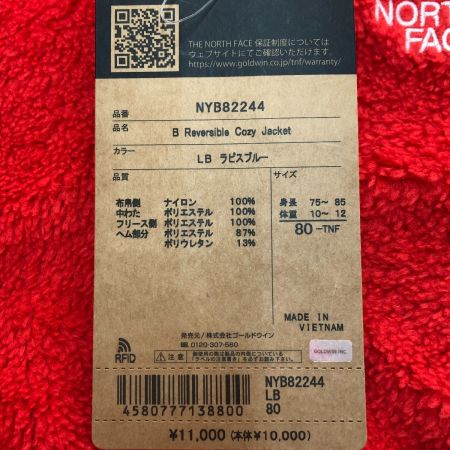 NORTH
FACE
THE NORTH FACE 保証制度については
ウェブサイトにてご確認いただけます。
https://www.goldwin.co.jp/tnf/warranty/
品番 NYB82244
品名 B Reversible Cozy Jacket
カラー LB ラピスブルー
品質 サイズ
布帛側 ナイロン 100%
中わた ポリエステル 100%
フリース側 ポリエステル 100%
ヘム部分 ポリエステル 87%
ポリウレタン 13%
身長 75~ 85
体重 10~ 12
80-TNF
MADE IN
VIETNAM
発売元/株式会社ゴールドウイン
0120-307-560
RFID
注意
GOLDWIN INC.
4580777138800
NYB82244
LB
80
¥11,000(本体¥10,000)